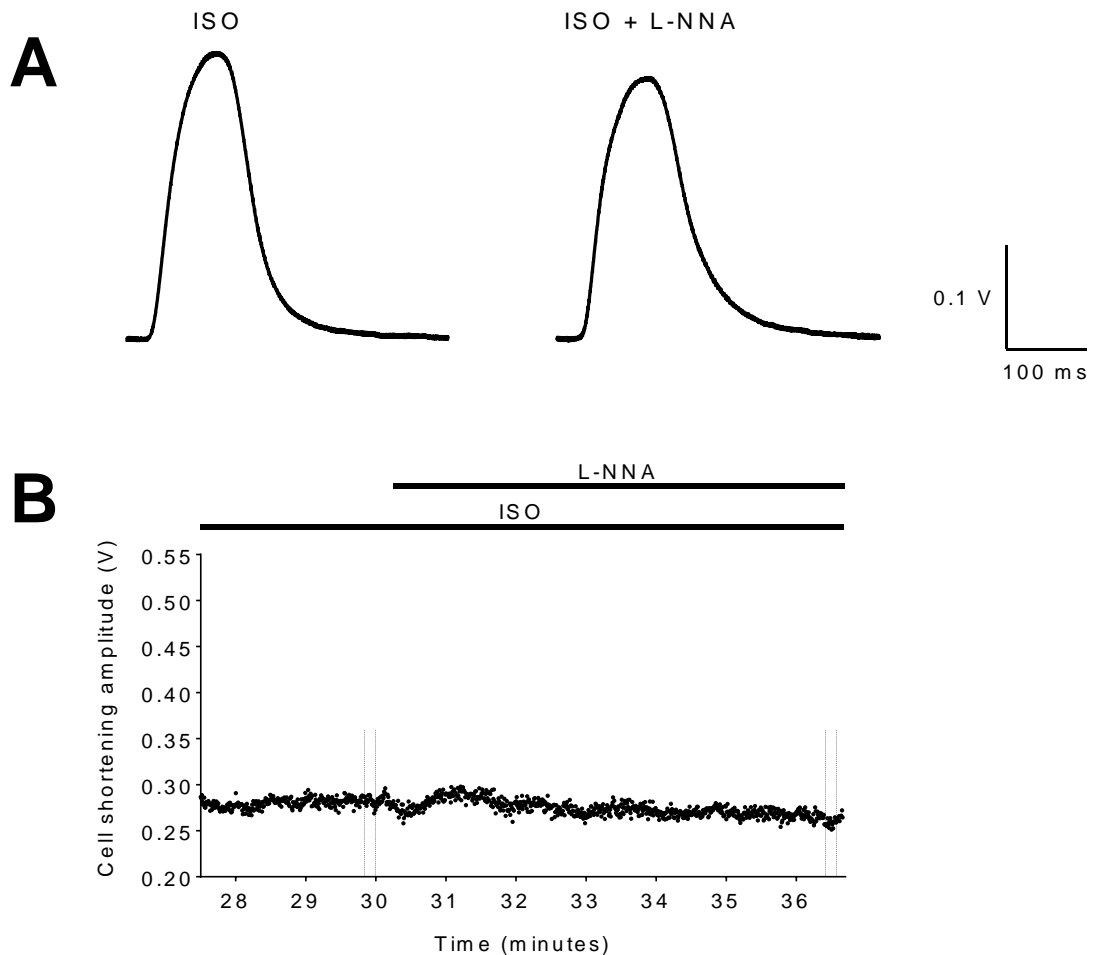 A
ISO
ISO + L-NNA
0.1 V
100 ms
B
L-NNA
ISO
Cell shortening amplitude (V)
0.55
0.50
0.45
0.40
0.35
0.30
0.25
0.20
28 29 30 31 32 33 34 35 36
Time (minutes)